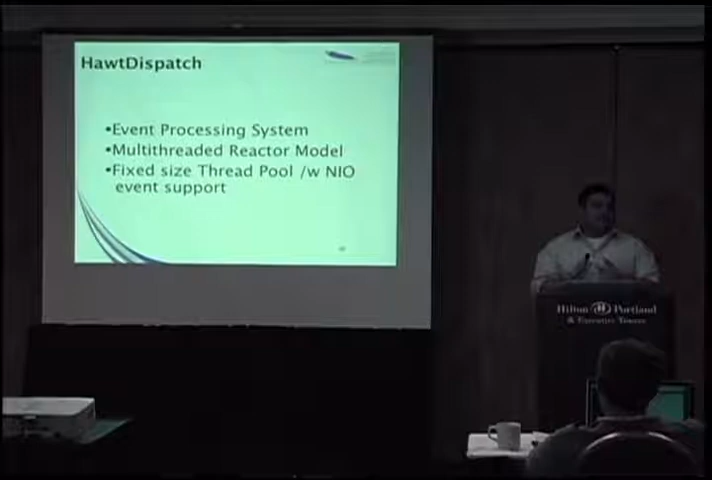 HawtDispatch
•Event Processing System
•Multithreaded Reactor Model
•Fixed size Thread Pool /w NIO
event support
Hilton Portland
& Executive Tower